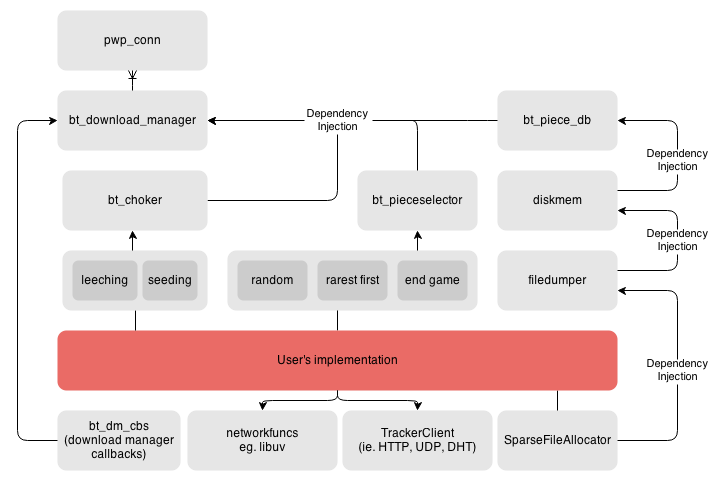 pwp_conn
bt_download_manager
Dependency
Injection
bt_piece_db
Dependency
Injection
bt_choker
bt_pieceselector
diskmem
Dependency
Injection
leeching
seeding
random
rarest first
end game
filedumper
User's implementation
Dependency
Injection
bt_dm_cbs
(download manager
callbacks)
networkfuncs
eg. libuv
TrackerClient
(ie. HTTP, UDP, DHT)
SparseFileAllocator